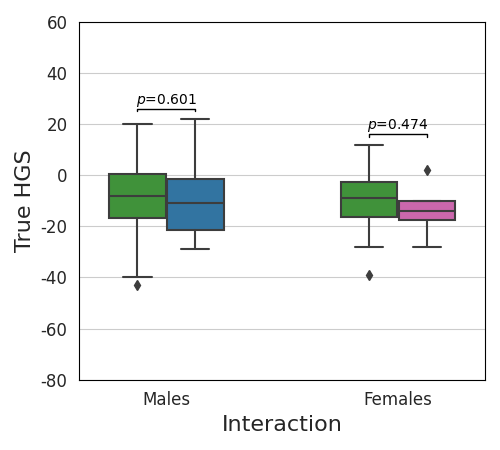 60
40
20
0
-20
-40
-60
-80
True HGS
p=0.601
p=0.474
Males
Females
Interaction